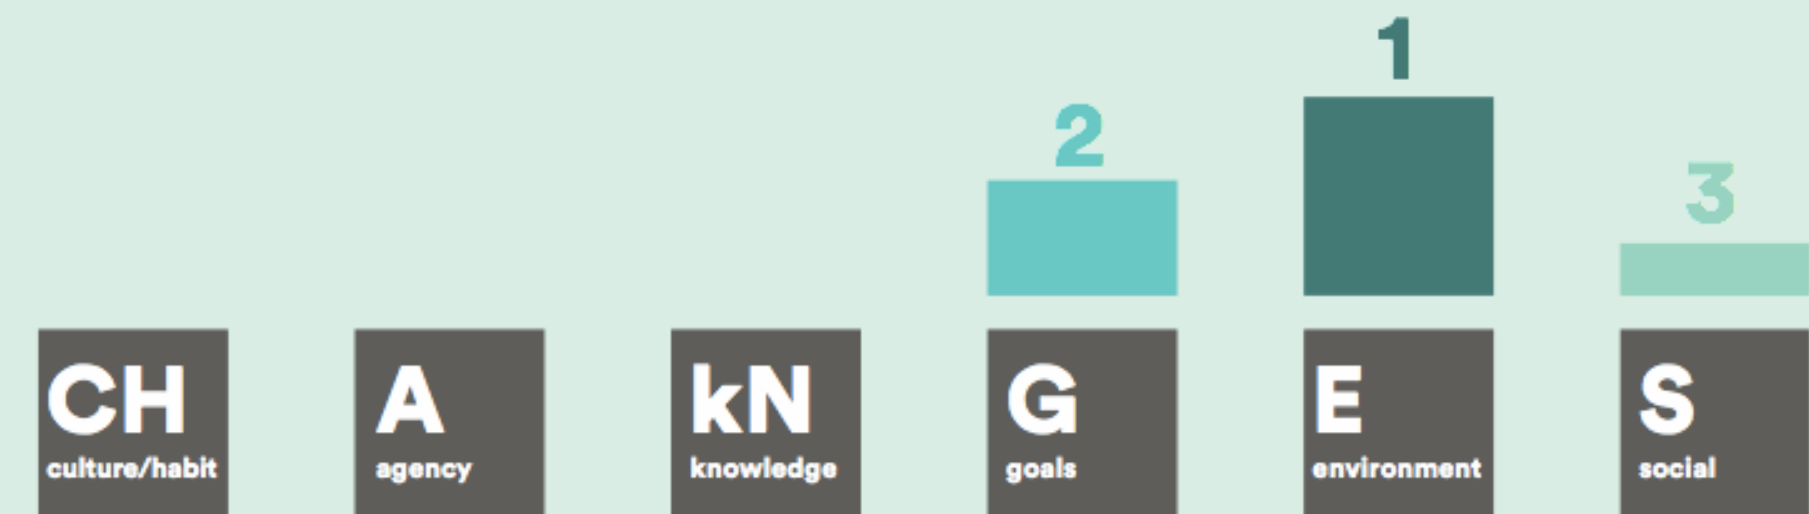 1
2
3
CH A kN G E S
culture/habit agency knowledge goals environment social